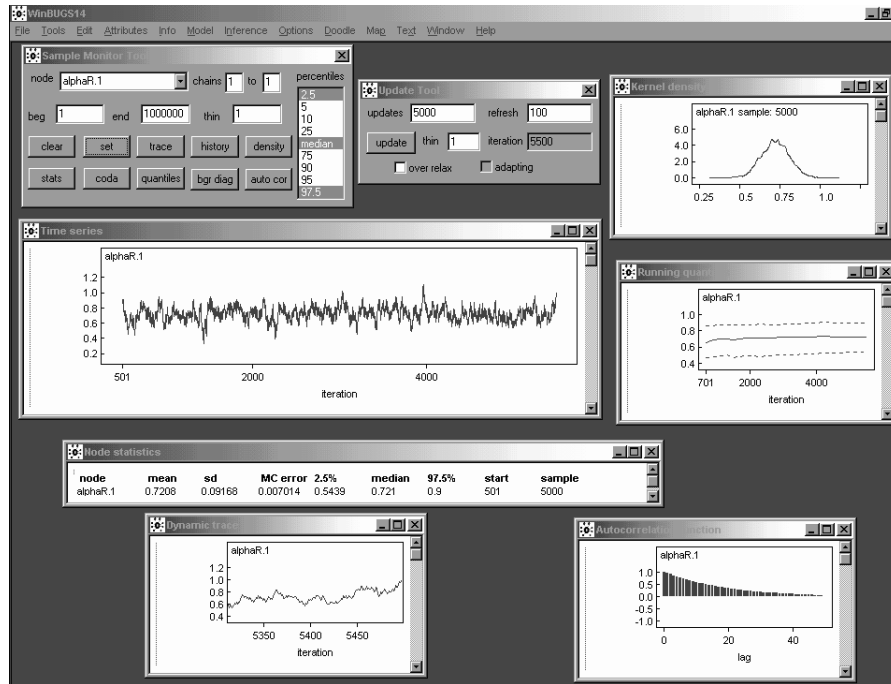 WinBUGS14
File Tools Edit Attributes Info Model Inference Options Doodle Map Text Window Help
Sample Monitor To
node alphaR.1 chains 1 to 1 percentiles
2.5
5
10
25
median
75
90
95
97.5
beg 1 end 1000000 thin 1
clear set trace history density
stats coda quantiles bgr diag auto cor
Update Tool
updates 5000 refresh 100
update thin 1 iteration 5500
over relax adapting
Kernel density
alphaR.1 sample: 5000
6.0
4.0
2.0
0.0
0.25 0.5 0.75 1.0
Time series
alphaR.1
1.2
1.0
0.8
0.6
0.4
0.2
501 2000 4000
iteration
Running quan
alphaR.1
1.0
0.8
0.6
0.4
701 2000 4000
iteration
Node statistics
node mean sd MC error 2.5% median 97.5% start sample
alphaR.1 0.7208 0.09168 0.007014 0.5439 0.721 0.9 501 5000
Dynamic trace
alphaR.1
1.2
1.0
0.8
0.6
0.4
5350 5400 5450
iteration
Autocorrelation function
alphaR.1
1.0
0.5
0.0
-0.5
-1.0
0 20 40
lag